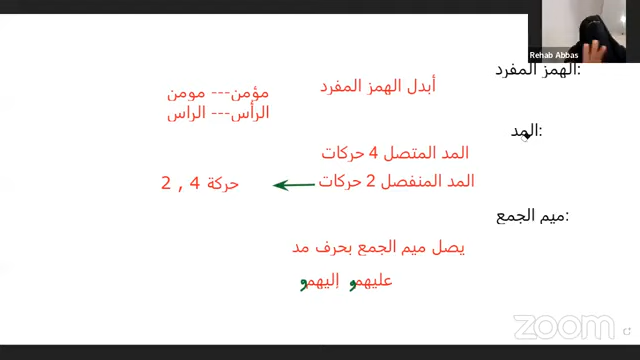 Rehab Abbas
الهمز المفرد:
أبدل الهمز المفرد
مؤمن--- مومن
الرأس--- الراس
المد:
المد المتصل 4 حركات
المد المنفصل 2 حركات
2 , 4 حركة
ميم الجمع:
يصل ميم الجمع بحرف مد
عليهمو إليهمو
zoom